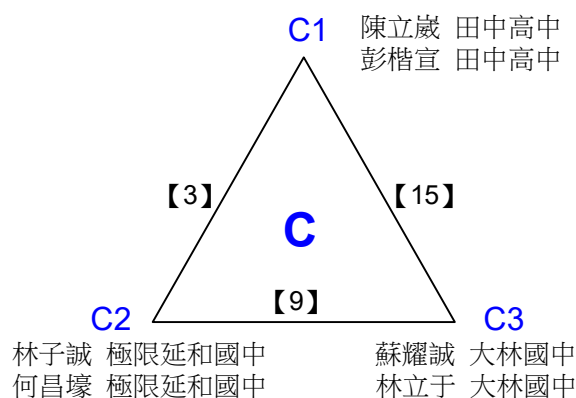 C1
陳立崴 田中高中
彭楷宣 田中高中
【3】
【15】
C
【9】
C2
C3
林子誠 極限延和國中
何昌壕 極限延和國中
蘇耀誠 大林國中
林立于 大林國中